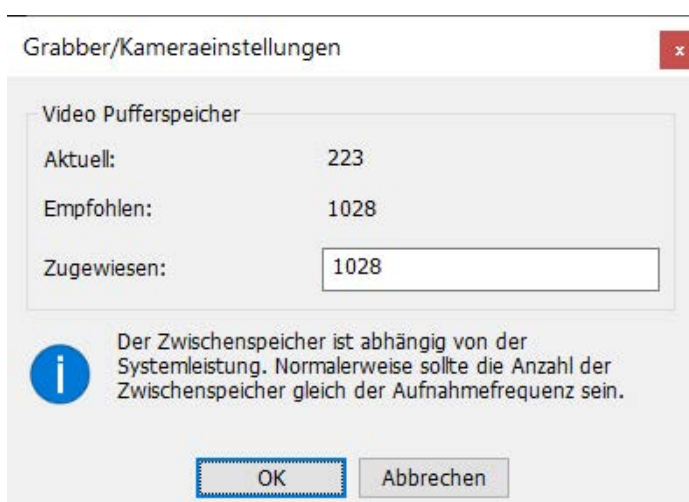 Grabber/Kameraeinstellungen
x
Video Pufferspeicher
Aktuell: 223
Empfohlen: 1028
Zugewiesen: 1028
Der Zwischenspeicher ist abhängig von der
Systemleistung. Normalerweise sollte die Anzahl der
Zwischenspeicher gleich der Aufnahmefrequenz sein.
i
OK Abbrechen